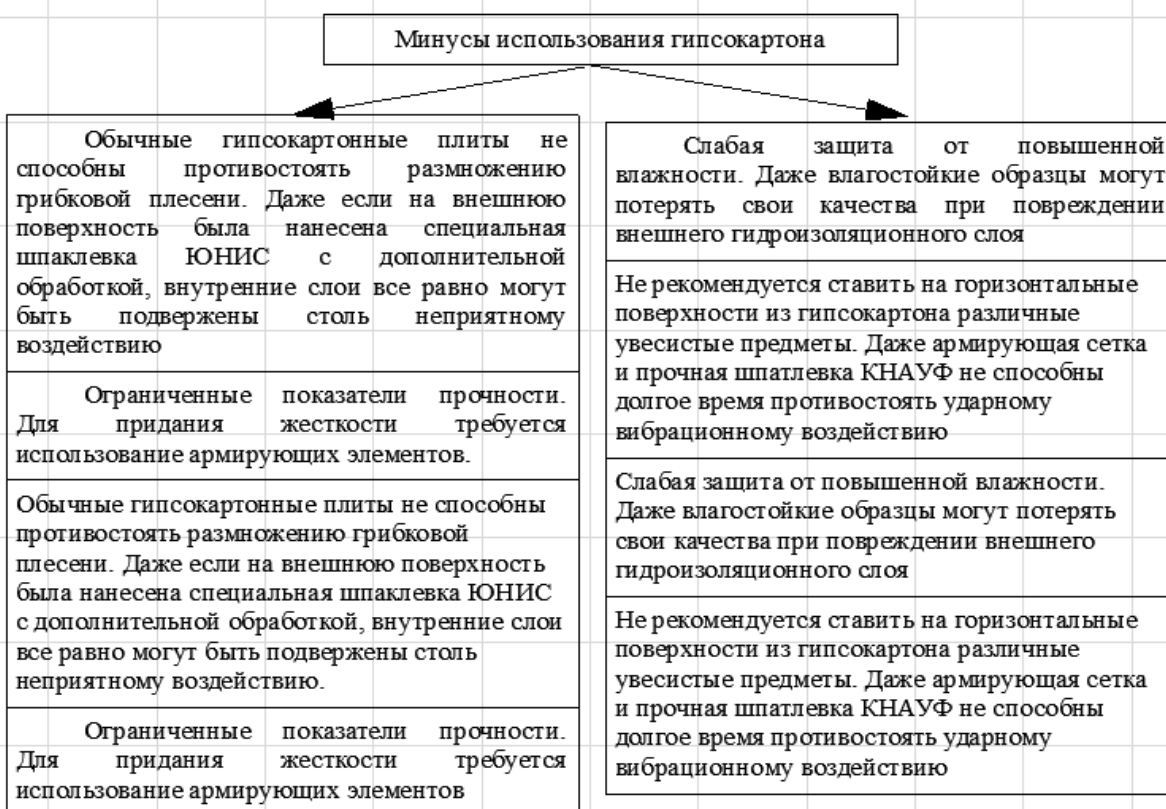 Минусы использования гипсокартона
Обычные гипсокартонные плиты не
способны противостоять размножению
грибковой плесени. Даже если на внешнюю
поверхность была нанесена специальная
шпаклевка ЮНИС с дополнительной
обработкой, внутренние слои все равно могут
быть подвержены столь неприятному
воздействию
Ограниченные показатели прочности.
Для придания жесткости требуется
использование армирующих элементов.
Обычные гипсокартонные плиты не способны
противостоять размножению грибковой
плесени. Даже если на внешнюю поверхность
была нанесена специальная шпаклевка ЮНИС
с дополнительной обработкой, внутренние слои
все равно могут быть подвержены столь
неприятному воздействию.
Ограниченные показатели прочности.
Для придания жесткости требуется
использование армирующих элементов
Слабая защита от повышенной
влажности. Даже влагостойкие образцы могут
потерять свои качества при повреждении
внешнего гидроизоляционного слоя
Не рекомендуется ставить на горизонтальные
поверхности из гипсокартона различные
увесистые предметы. Даже армирующая сетка
и прочная шпатлевка КНАУФ не способны
долгое время противостоять ударному
вибрационному воздействию
Слабая защита от повышенной влажности.
Даже влагостойкие образцы могут потерять
свои качества при повреждении внешнего
гидроизоляционного слоя
Не рекомендуется ставить на горизонтальные
поверхности из гипсокартона различные
увесистые предметы. Даже армирующая сетка
и прочная шпатлевка КНАУФ не способны
долгое время противостоять ударному
вибрационному воздействию